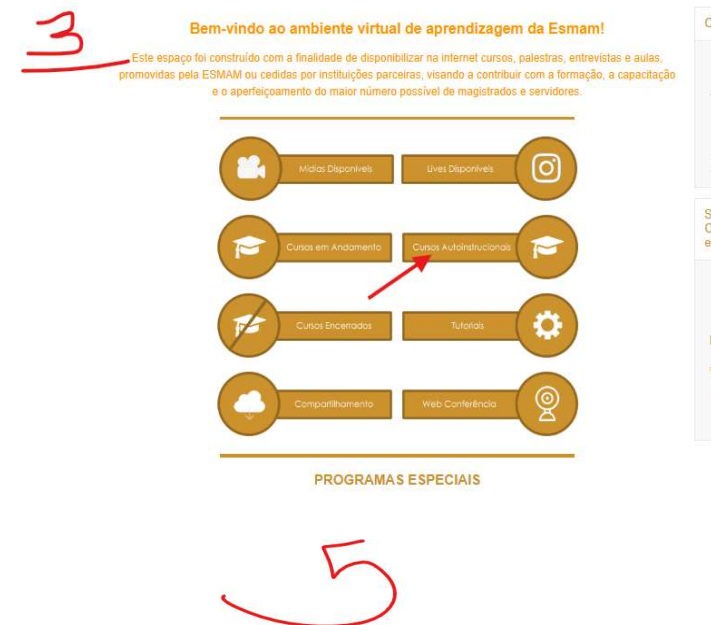 3
Bem-vindo ao ambiente virtual de aprendizagem da Esmam!
Este espaço foi construído com a finalidade de disponibilizar na internet cursos, palestras, entrevistas e aulas,
promovidas pela ESMAM ou cedidas por instituições parceiras, visando a contribuir com a formação, a capacitação
e o aperfeiçoamento do maior número possível de magistrados e servidores.
Mídias Disponíveis
Lives Disponíveis
Cursos em Andamento
Cursos Autoinstrucionais
Cursos Encerrados
Tutoriais
Compartilhamento
Web Conferência
PROGRAMAS ESPECIAIS
5